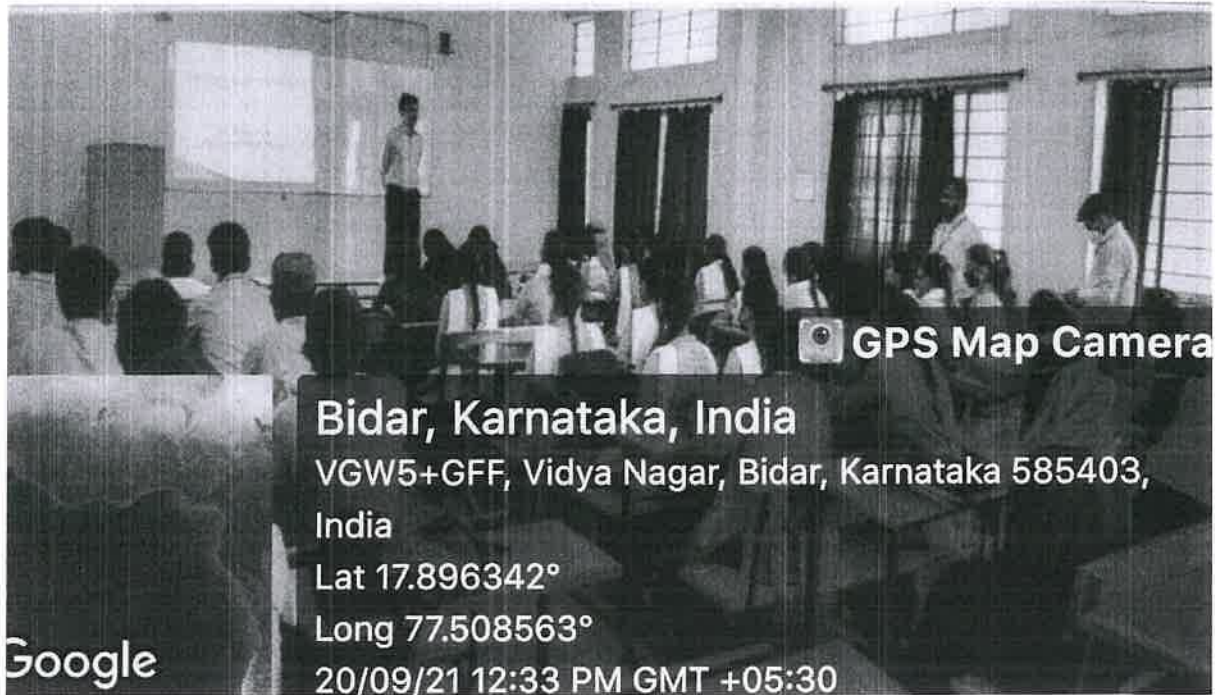 GPS Map Camera
Bidar, Karnataka, India
VGW5+GFF, Vidya Nagar, Bidar, Karnataka 585403,
India
Lat 17.896342°
Long 77.508563°
20/09/21 12:33 PM GMT +05:30
Google